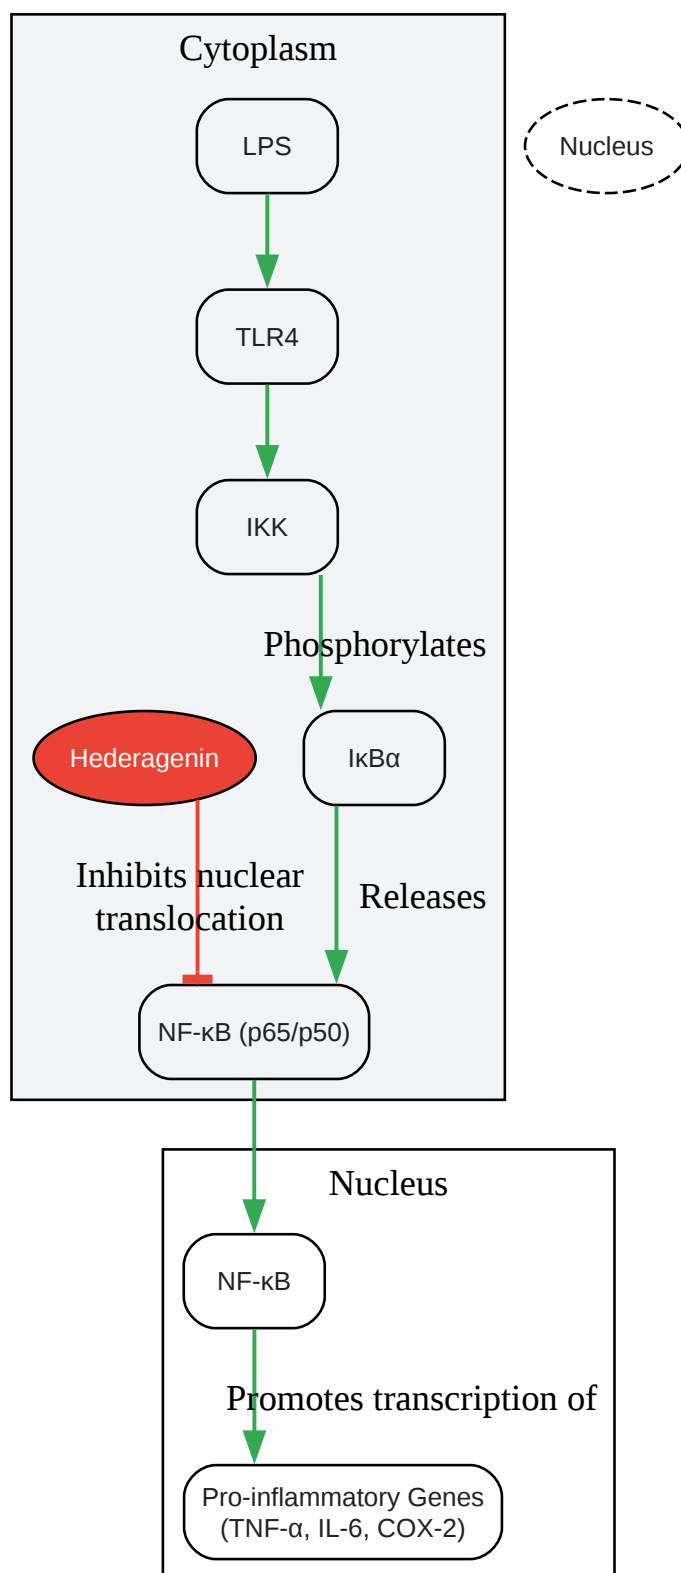 Cytoplasm
LPS
Nucleus
TLR4
IKK
Phosphorylates
Hederagenin
IκBα
Inhibits nuclear
translocation
Releases
NF-κB (p65/p50)
Nucleus
NF-κB
Promotes transcription of
Pro-inflammatory Genes
(TNF-α, IL-6, COX-2)